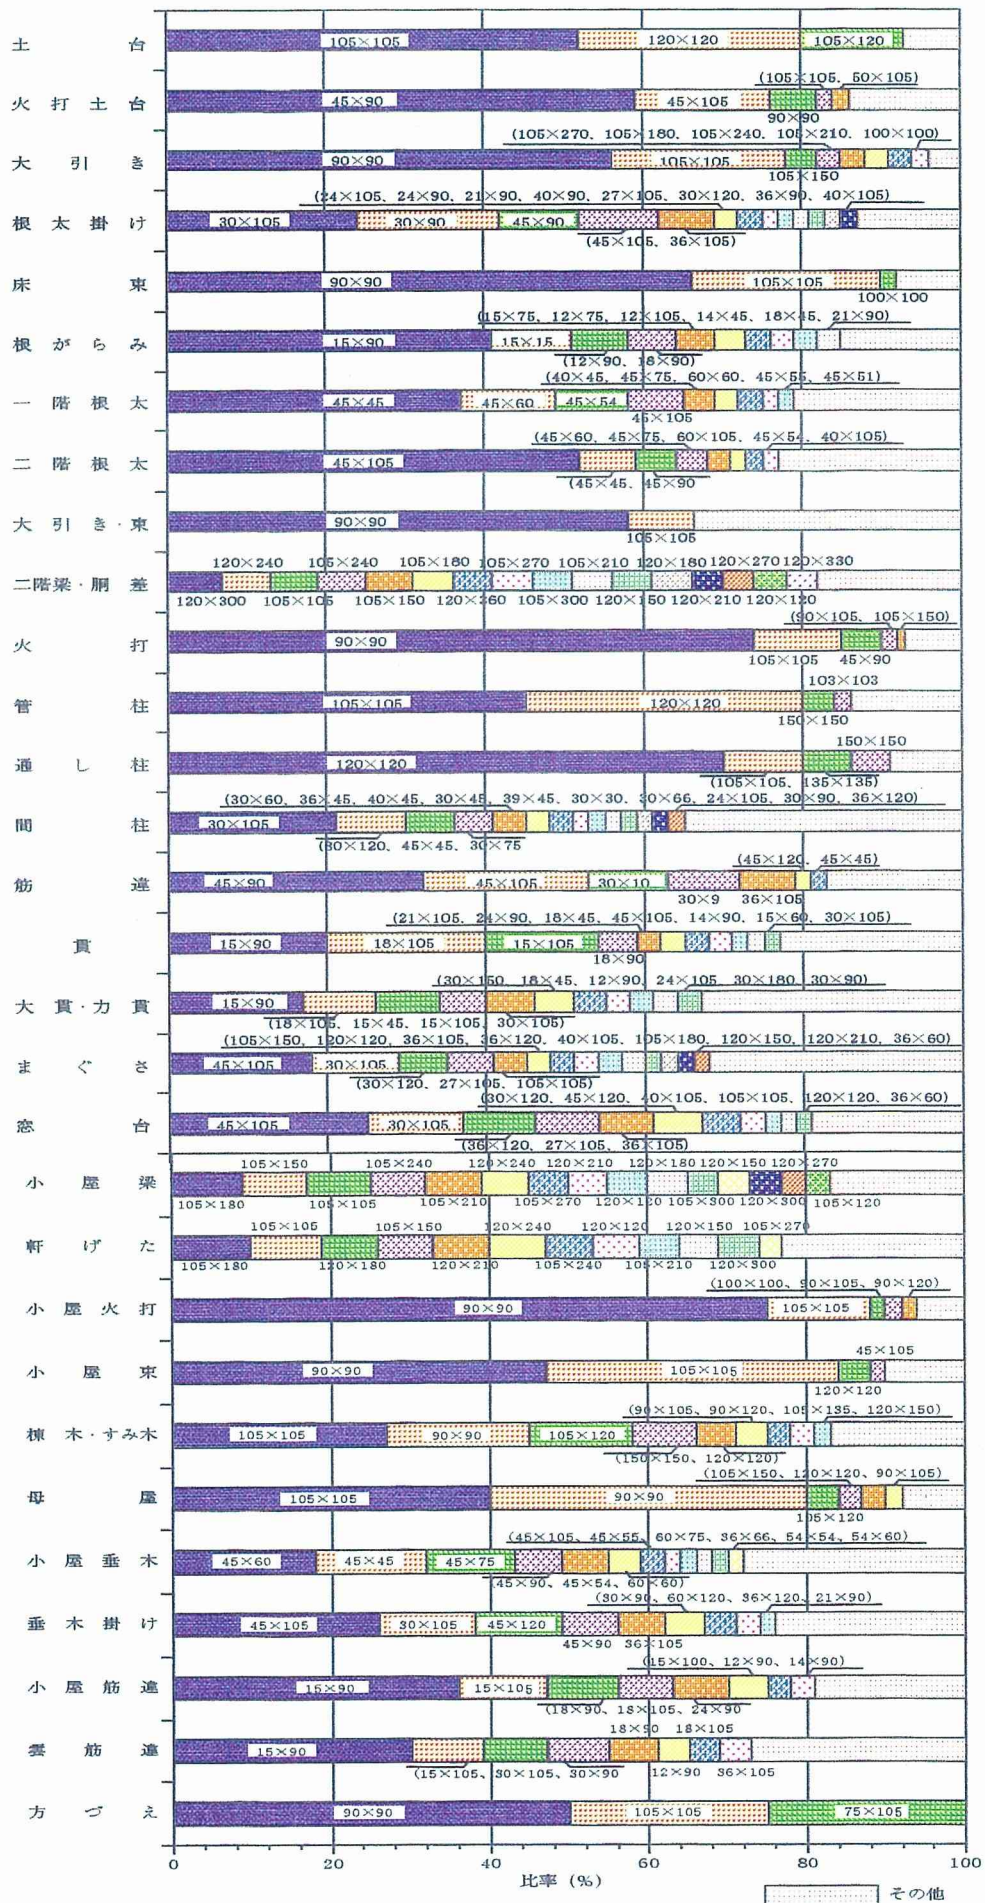 土台 105×105 120×120 105×120
(105×105、50×105)
火打土台 45×90 45×105
90×90
(105×270、105×180、105×240、105×210、100×100)
大引き 90×90 105×105
105×150
(24×105、24×90、21×90、40×90、27×105、30×120、36×90、40×105)
根太掛け 30×105 30×90 45×90
(45×105、36×105)
床束 90×90 105×105
100×100
(15×75、12×75、12×105、14×45、18×45、21×90)
根がらみ 15×90 15×15
(12×90、18×90)
(40×45、45×75、60×60、45×55、45×51)
一階根太 45×45 45×60 45×54
45×105
(45×60、45×75、60×105、45×54、40×105)
二階根太 45×105
(45×45、45×90
大引き・束 90×90
105×105
120×240 105×240 105×180 105×270 105×210 120×180 120×270 120×330
二階梁・胴差
120×300 105×105 105×150 120×360 105×300 120×150 120×210 120×120
(90×105、105×150)
火打 90×90
105×105 45×90
103×103
管柱 105×105 120×120
150×150
150×150
通し柱 120×120
(105×105、135×135)
(30×60、36×45、40×45、30×45、39×45、30×30、30×66、24×105、30×90、36×120)
間柱 30×105
(30×120、45×45、30×75
(45×120、45×45)
筋違 45×90 45×105 30×10
30×9 36×105
(21×105、24×90、18×45、45×105、14×90、15×60、30×105)
貫 15×90 18×105 15×105
18×90
(30×150、18×45、12×90、24×105、30×180、30×90)
大貫・力貫 15×90
(18×105、15×45、15×105、30×105)
(105×150、120×120、36×105、36×120、40×105、105×180、120×150、120×210、36×60)
まぐさ 45×105 30×105
(30×120、27×105、105×105)
(30×120、45×120、40×105、105×105、120×120、36×60)
窓台 45×105 30×105
(36×120、27×105、36×105)
105×150 105×240 120×240 120×210 120×180 120×150 120×270
小屋梁
105×180 105×105 105×210 105×270 120×120 105×300 120×300 105×120
105×105 105×150 120×240 120×120 120×150 105×270
軒げた
105×180 120×180 120×210 105×240 105×210 120×300
(100×100、90×105、90×120)
小屋火打 90×90 105×105
45×105
小屋束 90×90 105×105
120×120
(90×105、90×120、105×135、120×150)
棟木・すみ木 105×105 90×90 105×120
(150×150、120×120)
(105×150、120×120、90×105)
母屋 105×105 90×90
105×120
(45×105、45×55、60×75、36×66、54×54、54×60)
小屋垂木 45×60 45×45 45×75
(45×90、45×54、60×60)
(30×90、60×120、36×120、21×90)
垂木掛け 45×105 30×105 45×120
45×90 36×105
(15×100、12×90、14×90)
小屋筋違 15×90 15×105
(18×90、18×105、24×90
18×90 18×105
雲筋違 15×90
(15×105、30×105、30×90 12×90 36×105
方づえ 90×90 105×105 75×105
0 20 40 60 80 100
比率 (%)
その他